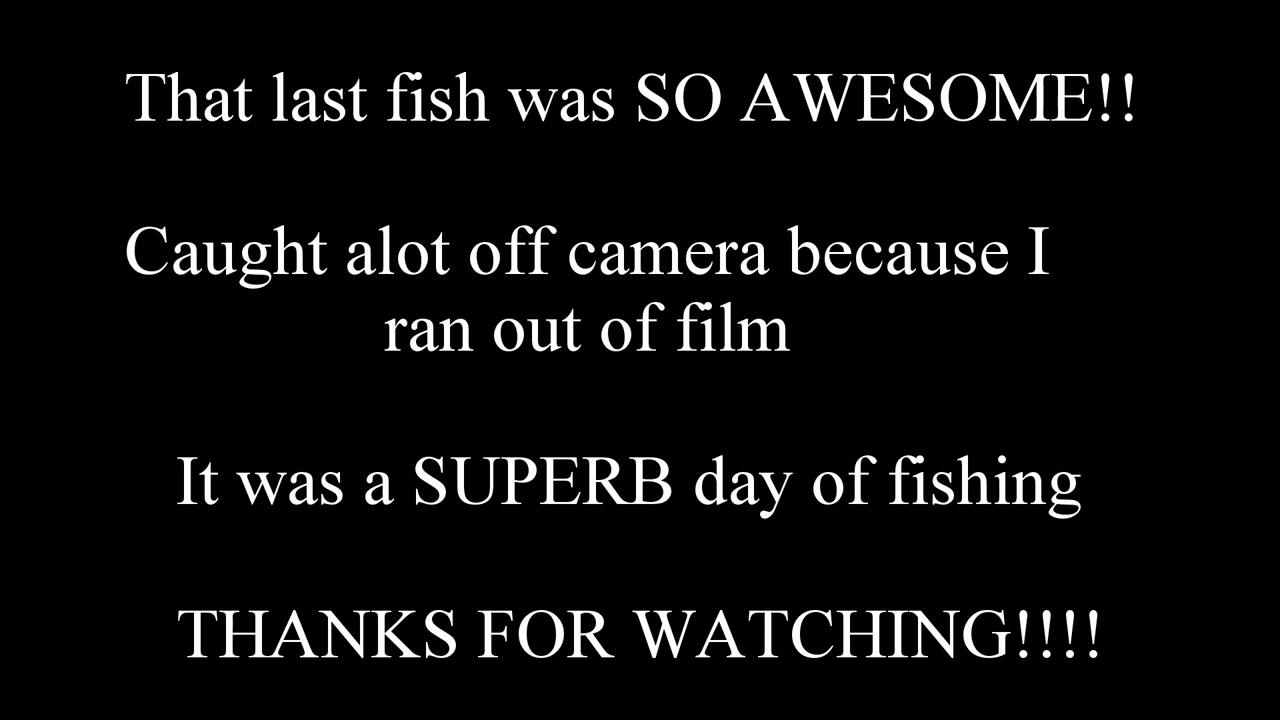 That last fish was SO AWESOME!!
Caught alot off camera because I
ran out of film
It was a SUPERB day of fishing
THANKS FOR WATCHING!!!!